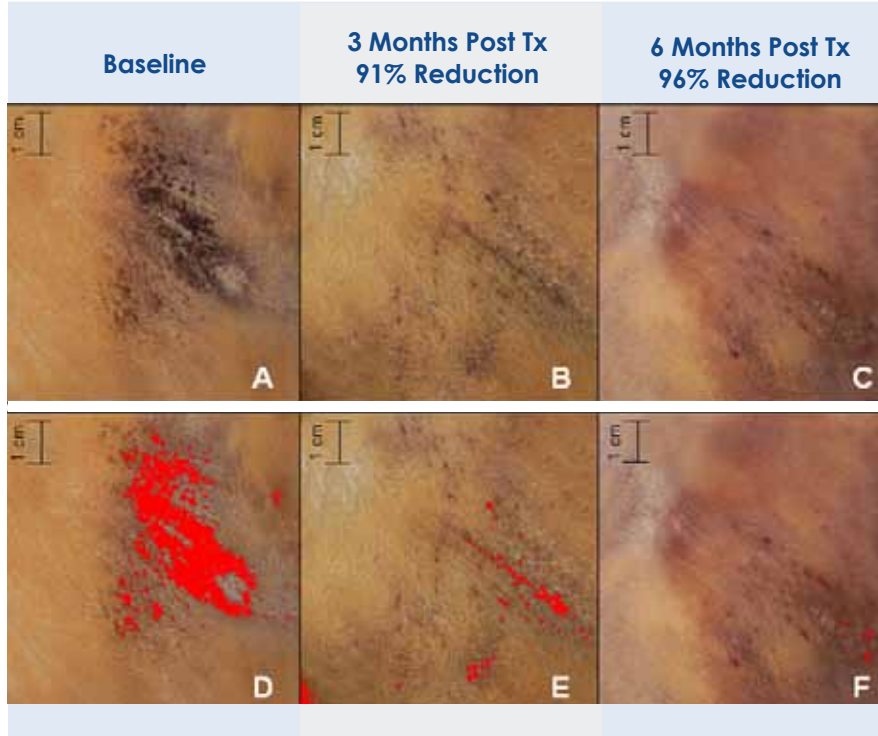 Baseline
3 Months Post Tx
91% Reduction
6 Months Post Tx
96% Reduction
1 cm
1 cm
1 cm
A
B
C
1 cm
1 cm
1 cm
D
E
F